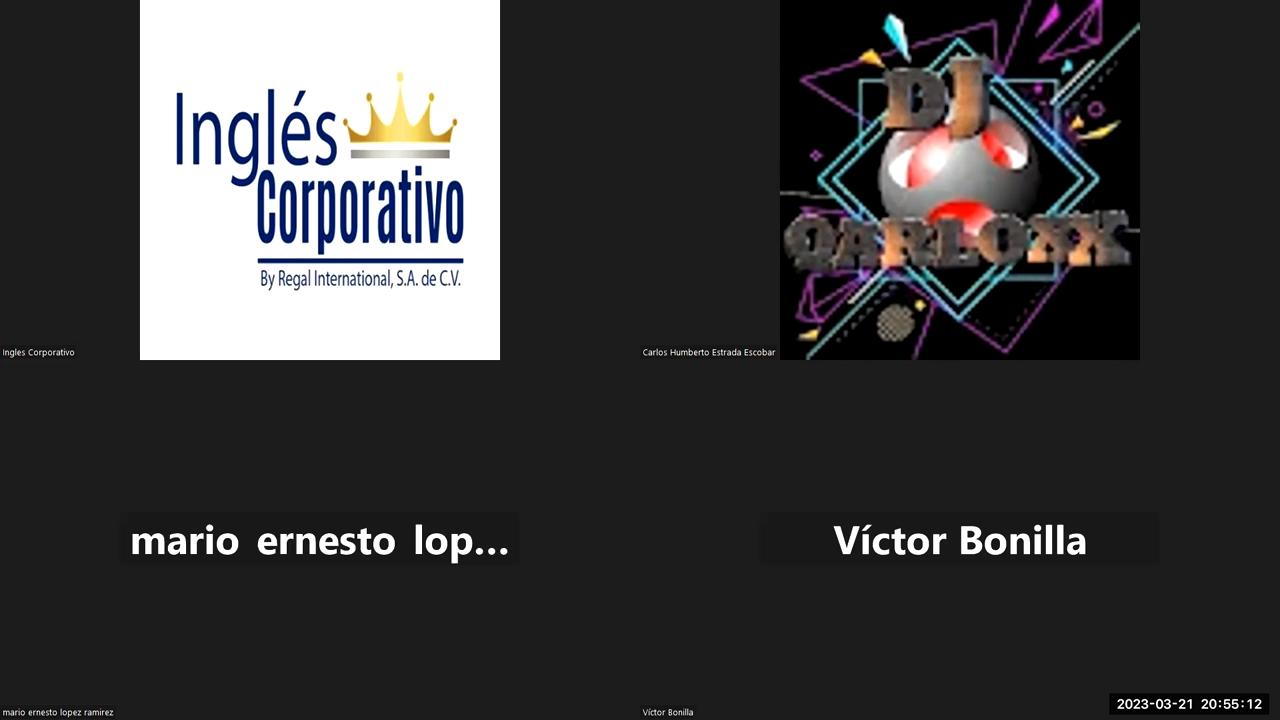 Inglés
Corporativo
By Regal International, S.A. de C.V.
Ingles Corporativo
DJ
CARLOXX
Carlos Humberto Estrada Escobar
mario ernesto lop...
Víctor Bonilla
mario ernesto lopez ramirez
Víctor Bonilla
2023-03-21 20:55:12